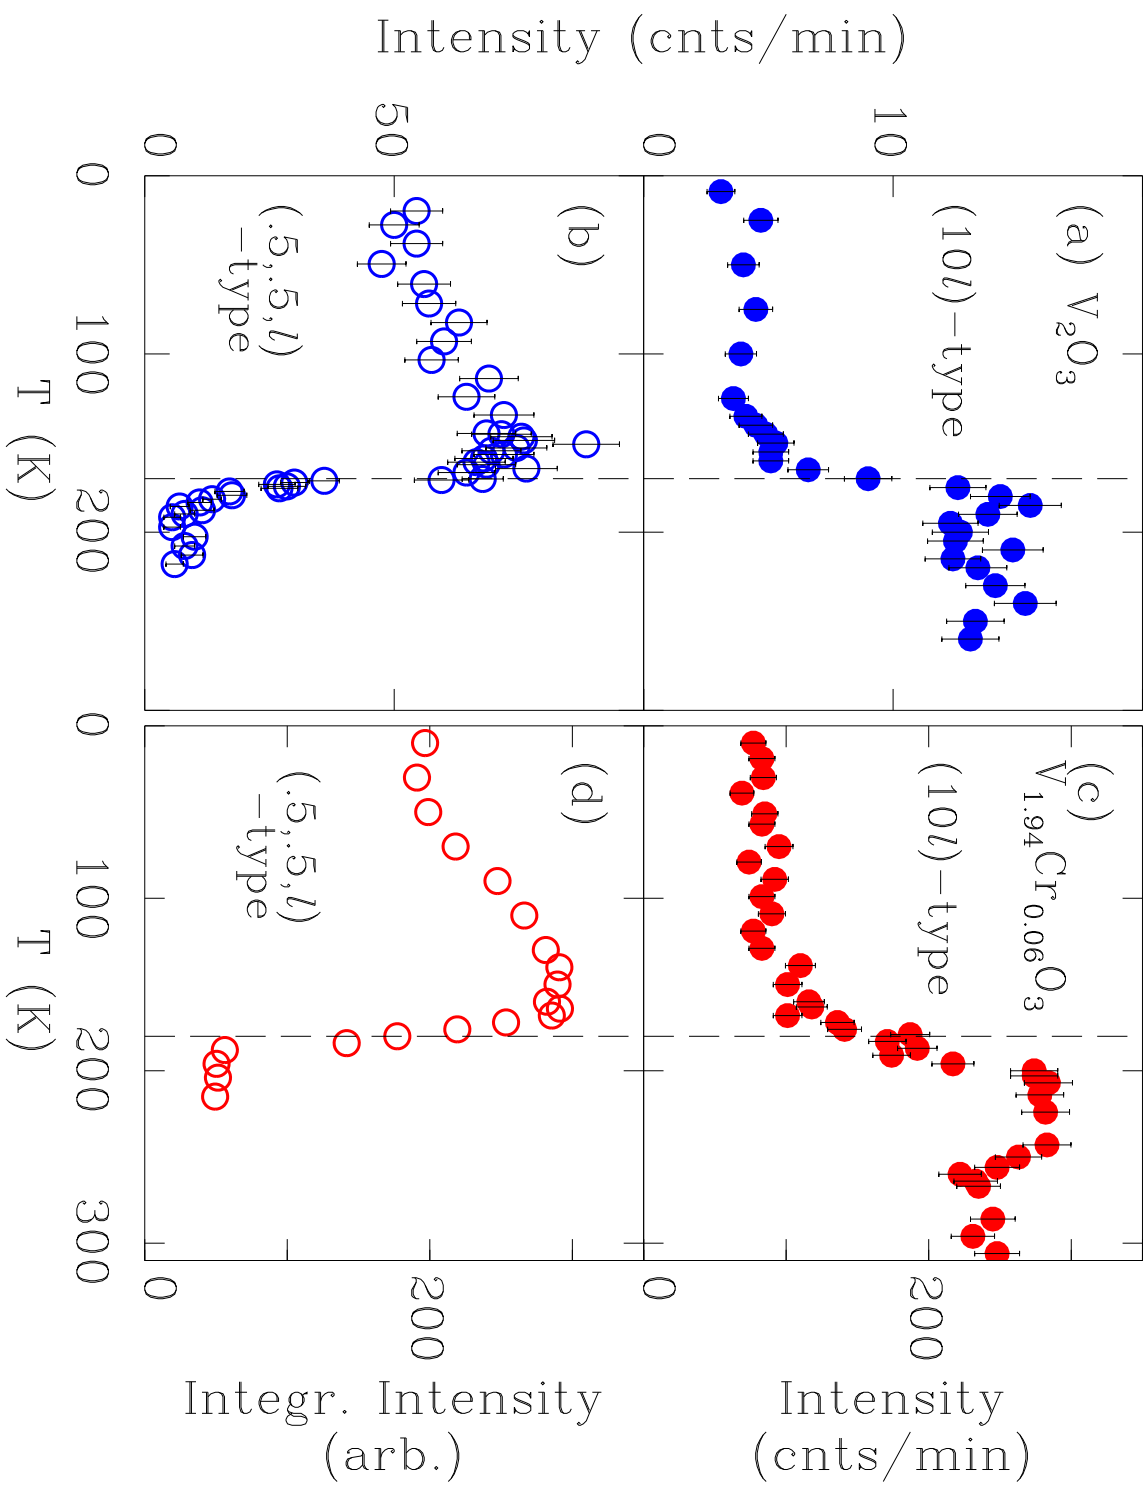 Intensity (cnts/min)
(a) V₂O₃
(10l)-type
10
0
(b)
(.5,.5,l)
-type
50
0
0
100
200
T (K)
(c)
V₁.₉₄Cr₀.₀₆O₃
(10l)-type
200
0
Intensity
(cnts/min)
(d)
(.5,.5,l)
-type
200
0
Integr. Intensity
(arb.)
0
100
200
300
T (K)